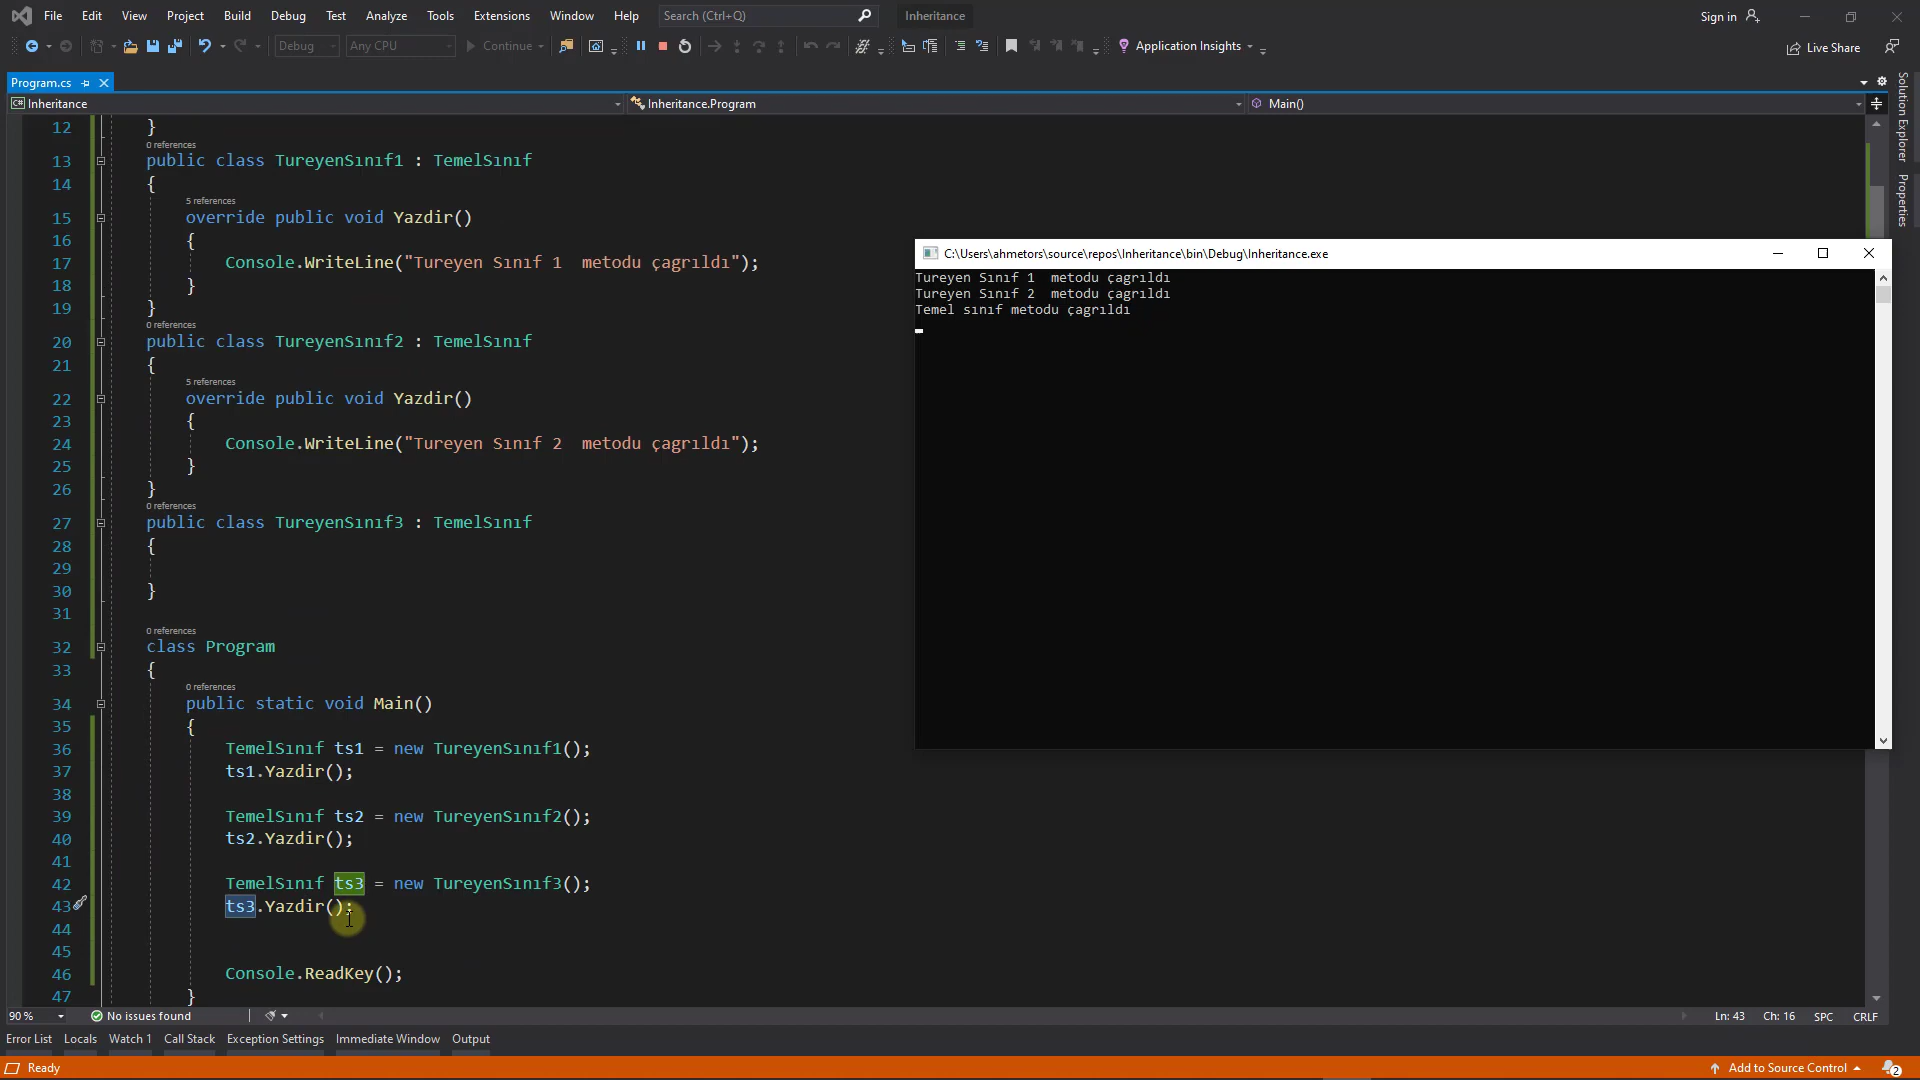 File Edit View Project Build Debug Test Analyze Tools Extensions Window Help Search (Ctrl+Q) Inheritance Sign in
Debug Any CPU Continue Application Insights Live Share
Program.cs
C# Inheritance Inheritance.Program Main()
12 }
0 references
13 public class TureyenSınıf1 : TemelSınıf
14 {
5 references
15 override public void Yazdir()
16 {
17 Console.WriteLine("Tureyen Sınıf 1  metodu çagrıldı");
18 }
19 }
0 references
20 public class TureyenSınıf2 : TemelSınıf
21 {
5 references
22 override public void Yazdir()
23 {
24 Console.WriteLine("Tureyen Sınıf 2  metodu çagrıldı");
25 }
26 }
0 references
27 public class TureyenSınıf3 : TemelSınıf
28 {
29
30 }
31
0 references
32 class Program
33 {
0 references
34 public static void Main()
35 {
36 TemelSınıf ts1 = new TureyenSınıf1();
37 ts1.Yazdir();
38
39 TemelSınıf ts2 = new TureyenSınıf2();
40 ts2.Yazdir();
41
42 TemelSınıf ts3 = new TureyenSınıf3();
43 ts3.Yazdir();
44
45
46 Console.ReadKey();
47 }
C:\Users\ahmetors\source\repos\Inheritance\bin\Debug\Inheritance.exe
Tureyen Sınıf 1  metodu çagrıldı
Tureyen Sınıf 2  metodu çagrıldı
Temel sınıf metodu çagrıldı
Solution Explorer
Properties
90 % No issues found Ln: 43 Ch: 16 SPC CRLF
Error List Locals Watch 1 Call Stack Exception Settings Immediate Window Output
Ready Add to Source Control 2